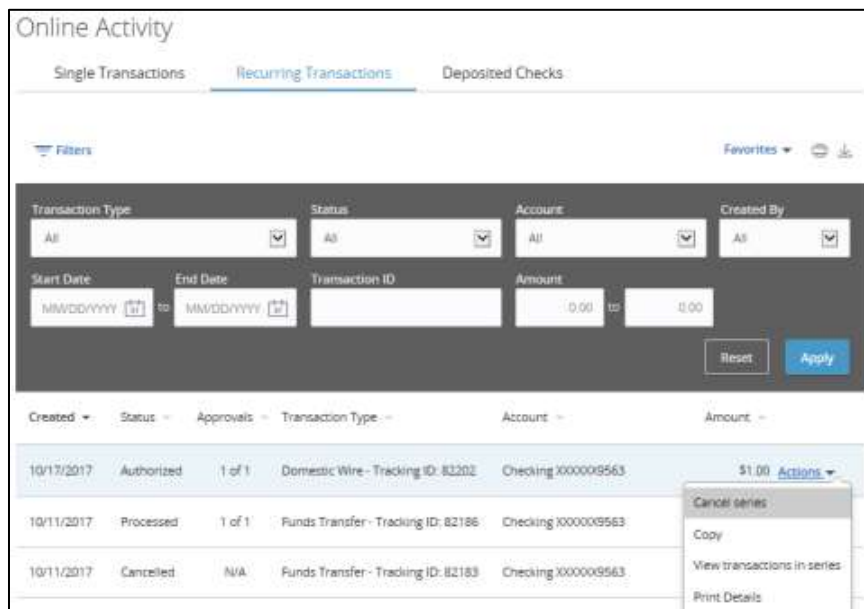 Online Activity
Single Transactions Recurring Transactions Deposited Checks
Filters Favorites
Transaction Type Status Account Created By
All All All All
Start Date End Date Transaction ID Amount
MM/DD/YYYY to MM/DD/YYYY 0.00 to 0.00
Reset Apply
Created Status Approvals Transaction Type Account Amount
10/17/2017 Authorized 1 of 1 Domestic Wire - Tracking ID: 82202 Checking XXXXXX9563 $1.00 Actions
Cancel series
10/11/2017 Processed 1 of 1 Funds Transfer - Tracking ID: 82186 Checking XXXXXX9563
Copy
View transactions in series
10/11/2017 Cancelled N/A Funds Transfer - Tracking ID: 82183 Checking XXXXXX9563
Print Details